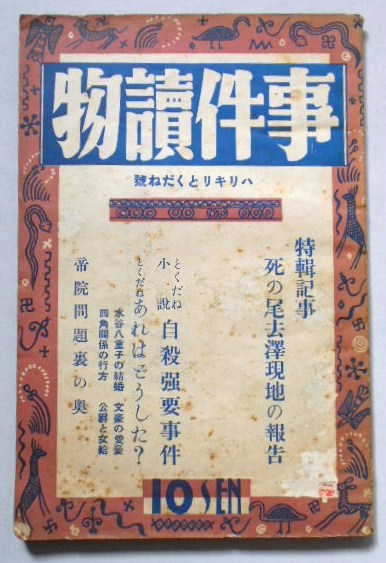 事件讀物
ハリキリとくだね號
特輯記事
死の尾去澤現地の報告
とくだね
小説
自殺强要事件
とくだね
あれはどうした？
水谷八重子の結婚 文豪の愛妾
四角關係の行方 公爵と女給
帝院問題裏の奥
10 SEN